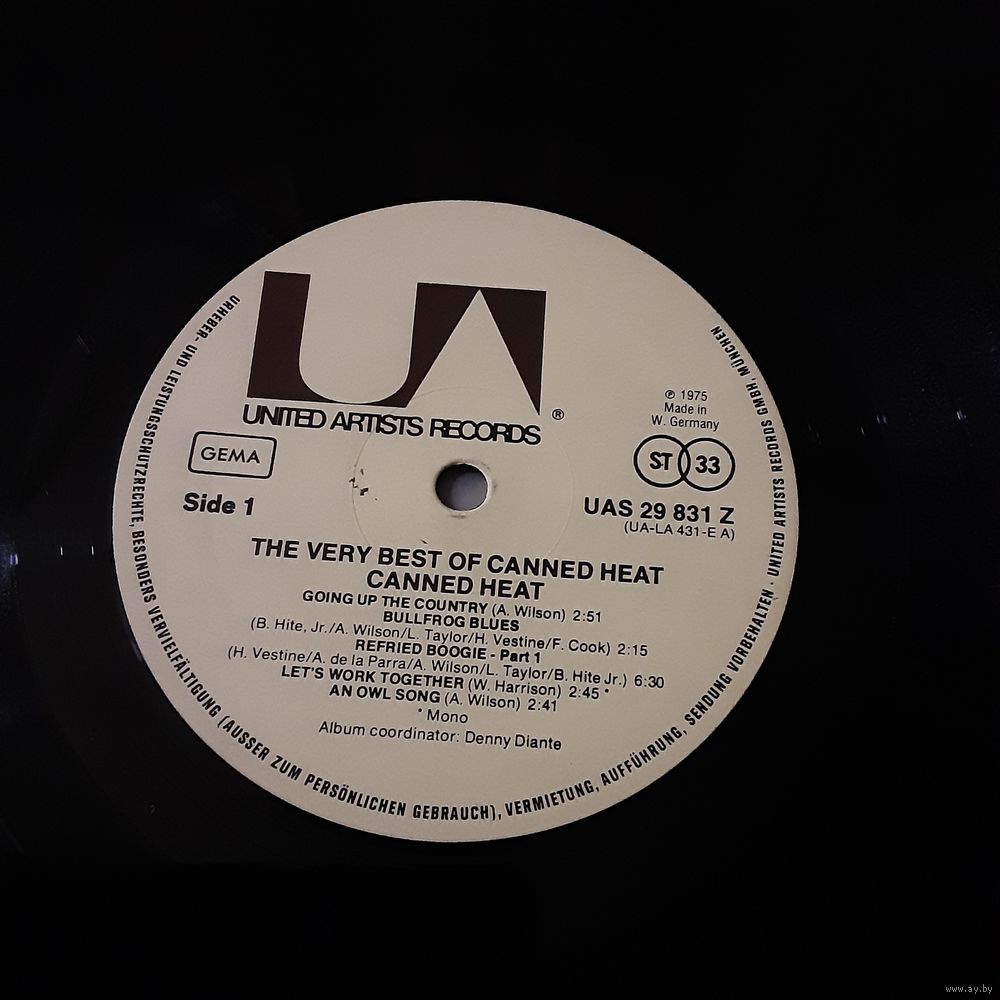 UA
UNITED ARTISTS RECORDS ®
GEMA
Side 1
℗ 1975
Made in
W. Germany
ST 33
UAS 29 831 Z
(UA-LA 431-E A)
THE VERY BEST OF CANNED HEAT
CANNED HEAT
GOING UP THE COUNTRY (A. Wilson) 2:51
BULLFROG BLUES
(B. Hite, Jr./A. Wilson/L. Taylor/H. Vestine/F. Cook) 2:15
REFRIED BOOGIE - Part 1
(H. Vestine/A. de la Parra/A. Wilson/L. Taylor/B. Hite Jr.) 6:30
LET'S WORK TOGETHER (W. Harrison) 2:45 *
AN OWL SONG (A. Wilson) 2:41
* Mono
Album coordinator: Denny Diante
URHEBER- UND LEISTUNGSSCHUTZRECHTE, BESONDERS VERVIELFÄLTIGUNG (AUSSER ZUM PERSÖNLICHEN GEBRAUCH), VERMIETUNG, AUFFÜHRUNG, SENDUNG VORBEHALTEN · UNITED ARTISTS RECORDS GMBH, MÜNCHEN
www.ay.by